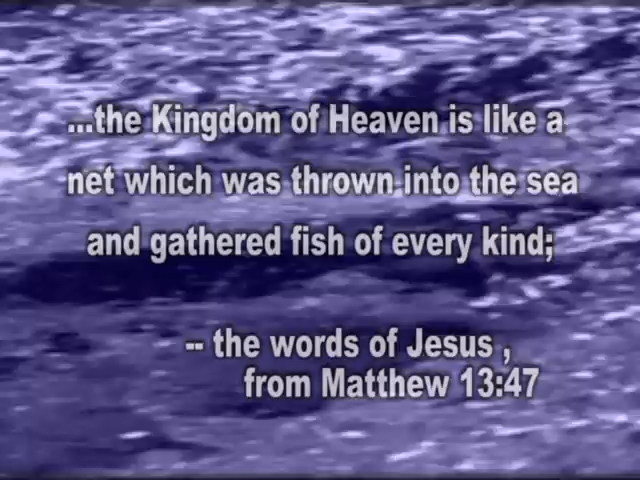 ...the Kingdom of Heaven is like a
net which was thrown into the sea
and gathered fish of every kind;
-- the words of Jesus ,
from Matthew 13:47